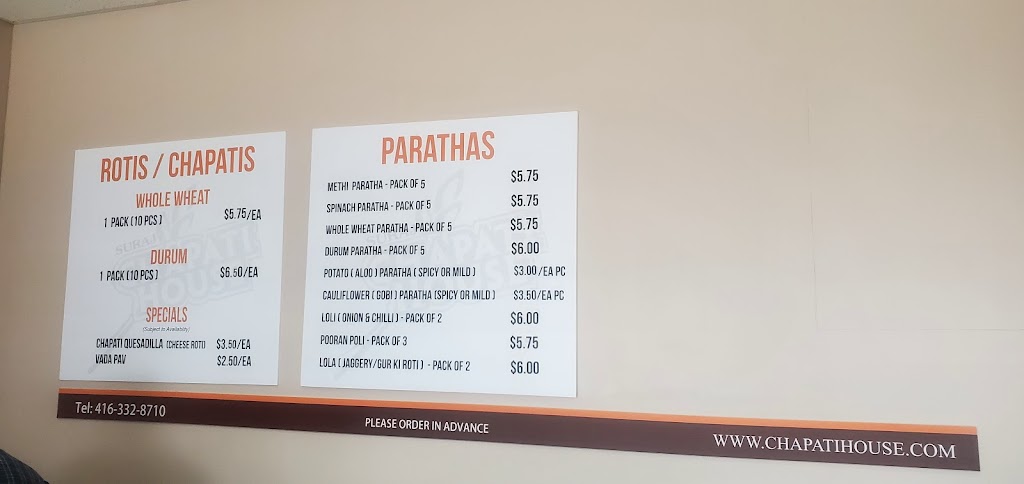 ROTIS / CHAPATIS
WHOLE WHEAT
1 PACK (10 PCS) $5.75/EA
DURUM
1 PACK (10 PCS) $6.50/EA
SPECIALS
(Subject to Availability)
CHAPATI QUESADILLA (CHEESE ROTI) $3.50/EA
VADA PAV $2.50/EA
SURAJ
CHAPATI
HOUSE
PARATHAS
METHI PARATHA - PACK OF 5 $5.75
SPINACH PARATHA - PACK OF 5 $5.75
WHOLE WHEAT PARATHA - PACK OF 5 $5.75
DURUM PARATHA - PACK OF 5 $6.00
POTATO ( ALOO ) PARATHA ( SPICY OR MILD ) $3.00/EA PC
CAULIFLOWER ( GOBI ) PARATHA (SPICY OR MILD ) $3.50/EA PC
LOLI ( ONION & CHILLI ) - PACK OF 2 $6.00
POORAN POLI - PACK OF 3 $5.75
LOLA ( JAGGERY/GUR KI ROTI ) - PACK OF 2 $6.00
Tel: 416-332-8710
PLEASE ORDER IN ADVANCE
WWW.CHAPATIHOUSE.COM